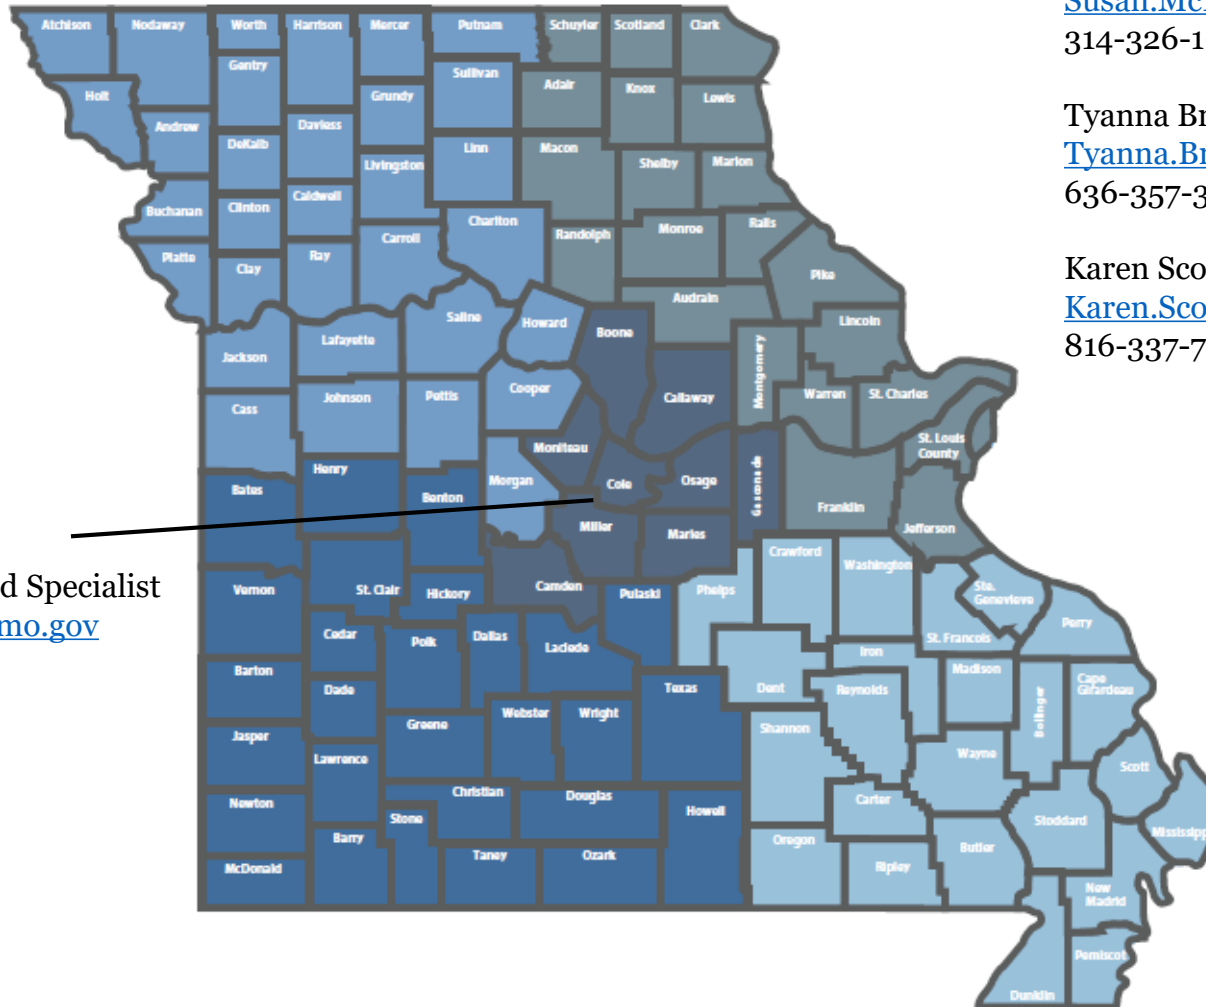 Atchison
Nodaway
Worth
Harrison
Mercer
Putnam
Schuyler
Scotland
Clark
Gentry
Sullivan
Adair
Knox
Lewis
Holt
Andrew
DeKalb
Daviess
Grundy
Linn
Macon
Shelby
Marion
Livingston
Buchanan
Clinton
Caldwell
Chariton
Randolph
Monroe
Ralls
Platte
Clay
Ray
Carroll
Pike
Audrain
Saline
Howard
Boone
Lincoln
Jackson
Lafayette
Montgomery
Cooper
Callaway
Warren
St. Charles
Cass
Johnson
Pettis
St. Louis
County
Moniteau
Henry
Bates
Benton
Morgan
Cole
Osage
Gasconade
Franklin
Miller
Maries
Jefferson
Crawford
Washington
Vernon
St. Clair
Hickory
Camden
Pulaski
Phelps
Ste.
Genevieve
Perry
Cedar
Polk
Dallas
Laclede
St. Francois
Iron
Barton
Dade
Texas
Dent
Reynolds
Madison
Bollinger
Cape
Girardeau
Greene
Webster
Wright
Shannon
Jasper
Lawrence
Wayne
Scott
Newton
Christian
Douglas
Howell
Carter
Stone
Stoddard
Mississipp
Barry
Taney
Ozark
Oregon
Ripley
Butler
McDonald
New
Madrid
Pemiscot
Dunklin
d Specialist
mo.gov
Susan.Mc
314-326-1
Tyanna Br
Tyanna.Br
636-357-3
Karen Sco
Karen.Sco
816-337-7